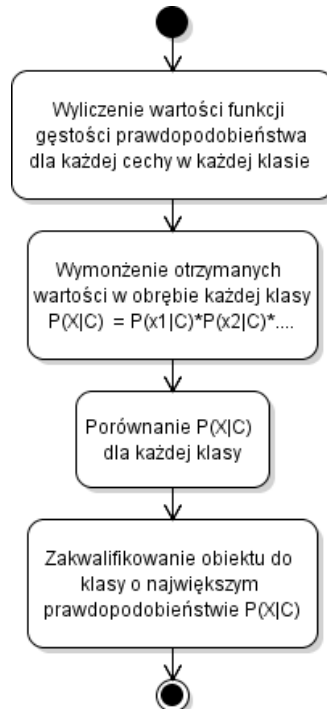 Wyliczenie wartości funkcji
gęstości prawdopodobieństwa
dla każdej cechy w każdej klasie
Wymonżenie otrzymanych
wartości w obrębie każdej klasy
P(X|C) = P(x1|C)*P(x2|C)*....
Porównanie P(X|C)
dla każdej klasy
Zakwalifikowanie obiektu do
klasy o największym
prawdopodobieństwie P(X|C)